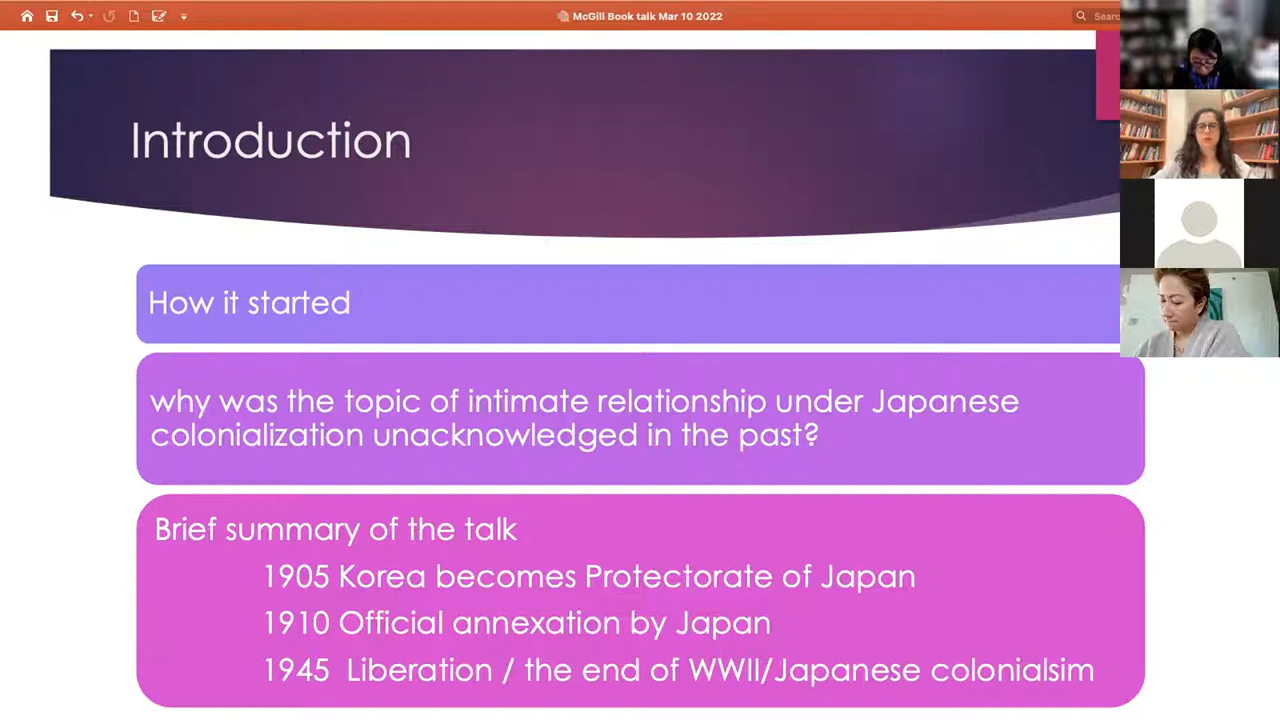 McGill Book talk Mar 10 2022
Introduction
How it started
why was the topic of intimate relationship under Japanese
colonialization unacknowledged in the past?
Brief summary of the talk
1905 Korea becomes Protectorate of Japan
1910 Official annexation by Japan
1945 Liberation / the end of WWII/Japanese colonialsim